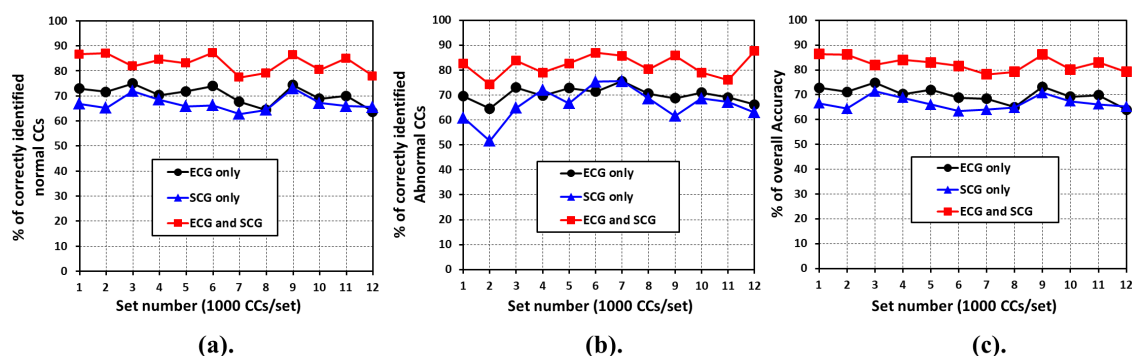 % of correctly identified
normal CCs
100
90
80
70
60
50
40
30
20
10
0
ECG only
SCG only
ECG and SCG
1 2 3 4 5 6 7 8 9 10 11 12
Set number (1000 CCs/set)
(a).
% of correctly identified
Abnormal CCs
100
90
80
70
60
50
40
30
20
10
0
ECG only
SCG only
ECG and SCG
1 2 3 4 5 6 7 8 9 10 11 12
Set number (1000 CCs/set)
(b).
% of overall Accuracy
100
90
80
70
60
50
40
30
20
10
0
ECG only
SCG only
ECG and SCG
1 2 3 4 5 6 7 8 9 10 11 12
Set number (1000 CCs/set)
(c).